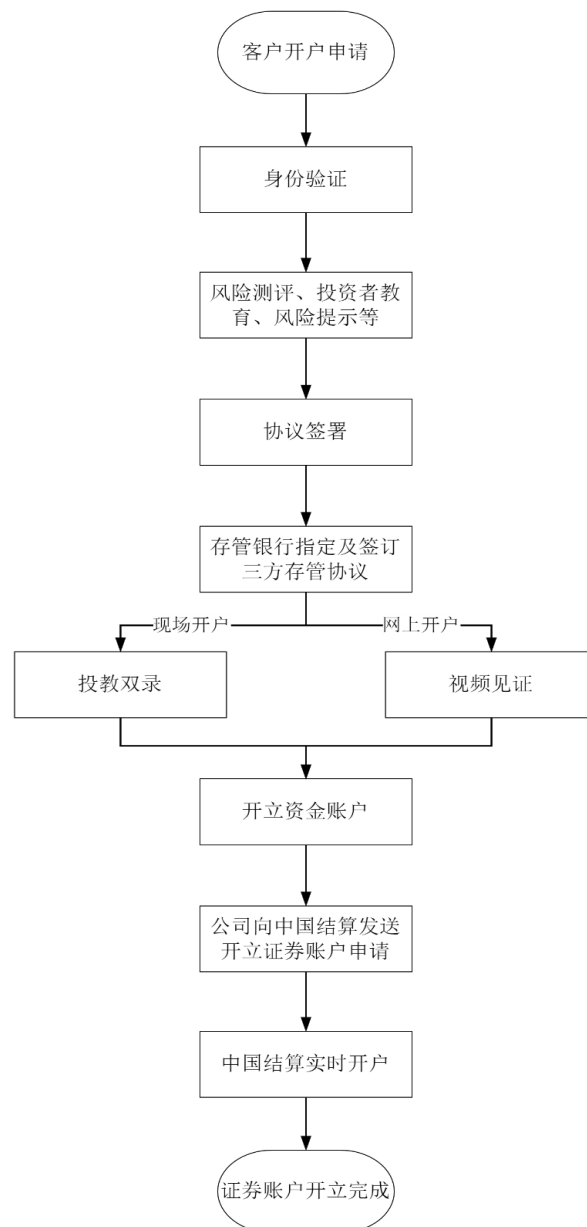 客户开户申请
身份验证
风险测评、投资者教
育、风险提示等
协议签署
存管银行指定及签订
三方存管协议
现场开户
网上开户
投教双录
视频见证
开立资金账户
公司向中国结算发送
开立证券账户申请
中国结算实时开户
证券账户开立完成